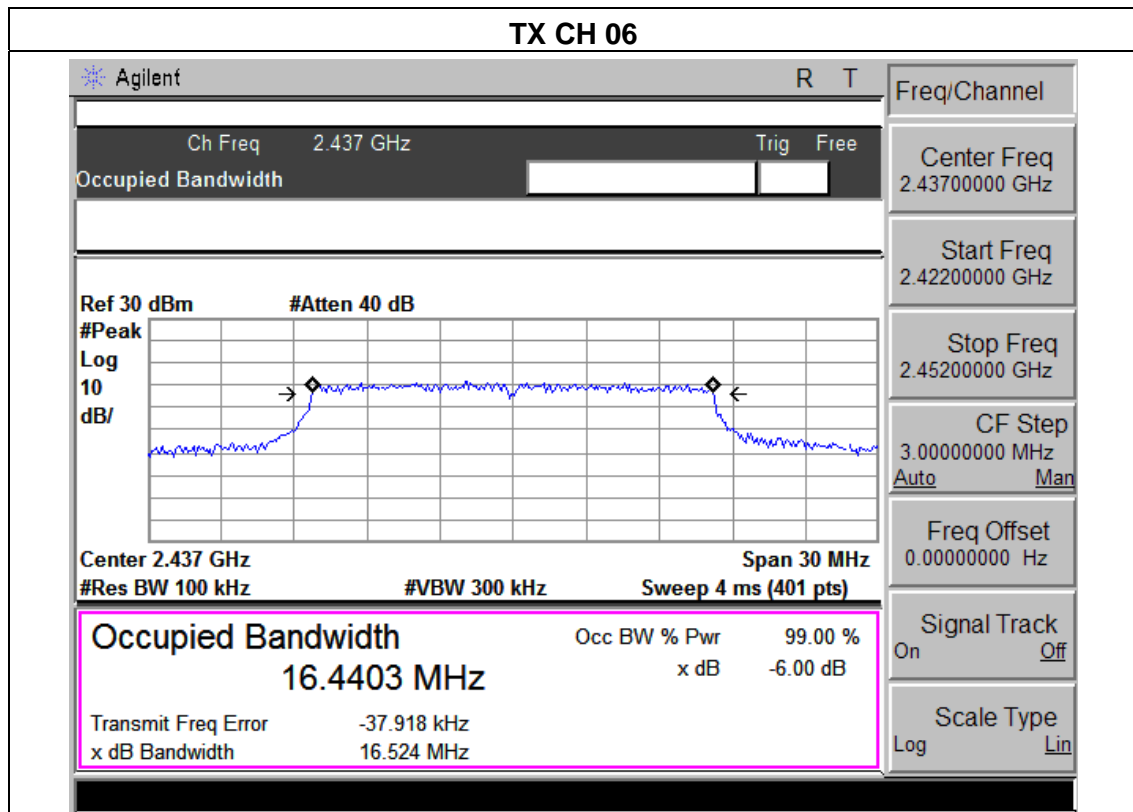 TX CH 06
Agilent R T
Ch Freq 2.437 GHz Trig Free
Occupied Bandwidth
Ref 30 dBm #Atten 40 dB
#Peak
Log
10
dB/
Center 2.437 GHz Span 30 MHz
#Res BW 100 kHz #VBW 300 kHz Sweep 4 ms (401 pts)
Occupied Bandwidth Occ BW % Pwr 99.00 %
16.4403 MHz x dB -6.00 dB
Transmit Freq Error -37.918 kHz
x dB Bandwidth 16.524 MHz
Freq/Channel
Center Freq
2.43700000 GHz
Start Freq
2.42200000 GHz
Stop Freq
2.45200000 GHz
CF Step
3.00000000 MHz
Auto Man
Freq Offset
0.00000000 Hz
Signal Track
On Off
Scale Type
Log Lin